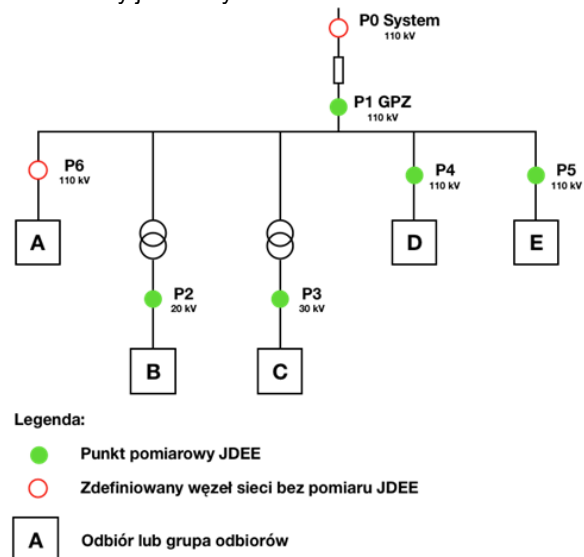 P0 System
110 kV
P1 GPZ
110 kV
P6
110 kV
P4
110 kV
P5
110 kV
A
D
E
P2
20 kV
P3
30 kV
B
C
Legenda:
Punkt pomiarowy JDEE
Zdefiniowany węzeł sieci bez pomiaru JDEE
A
Odbiór lub grupa odbiorów